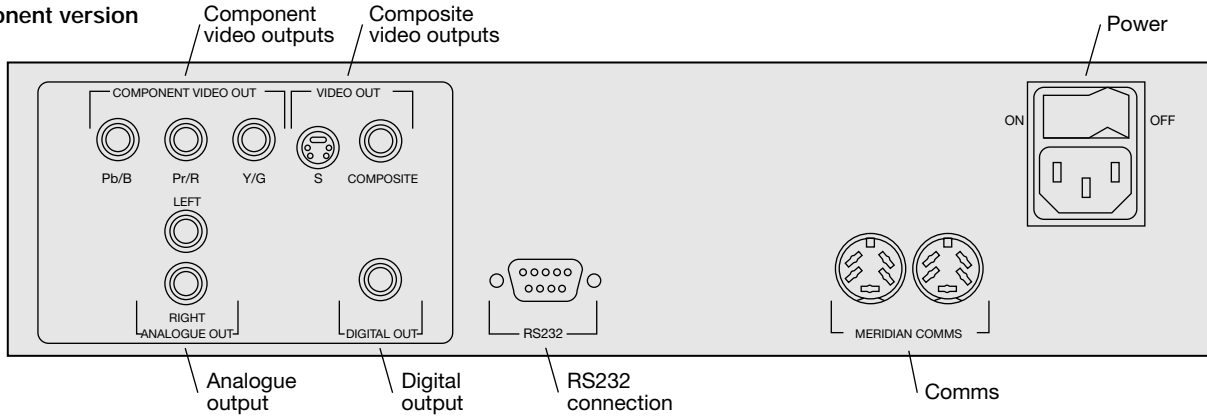 Component
video outputs
Composite
video outputs
Power
COMPONENT VIDEO OUT
VIDEO OUT
ON
OFF
Pb/B
Pr/R
Y/G
S
COMPOSITE
LEFT
RIGHT
ANALOGUE OUT
DIGITAL OUT
RS232
MERIDIAN COMMS
Analogue
output
Digital
output
RS232
connection
Comms
version